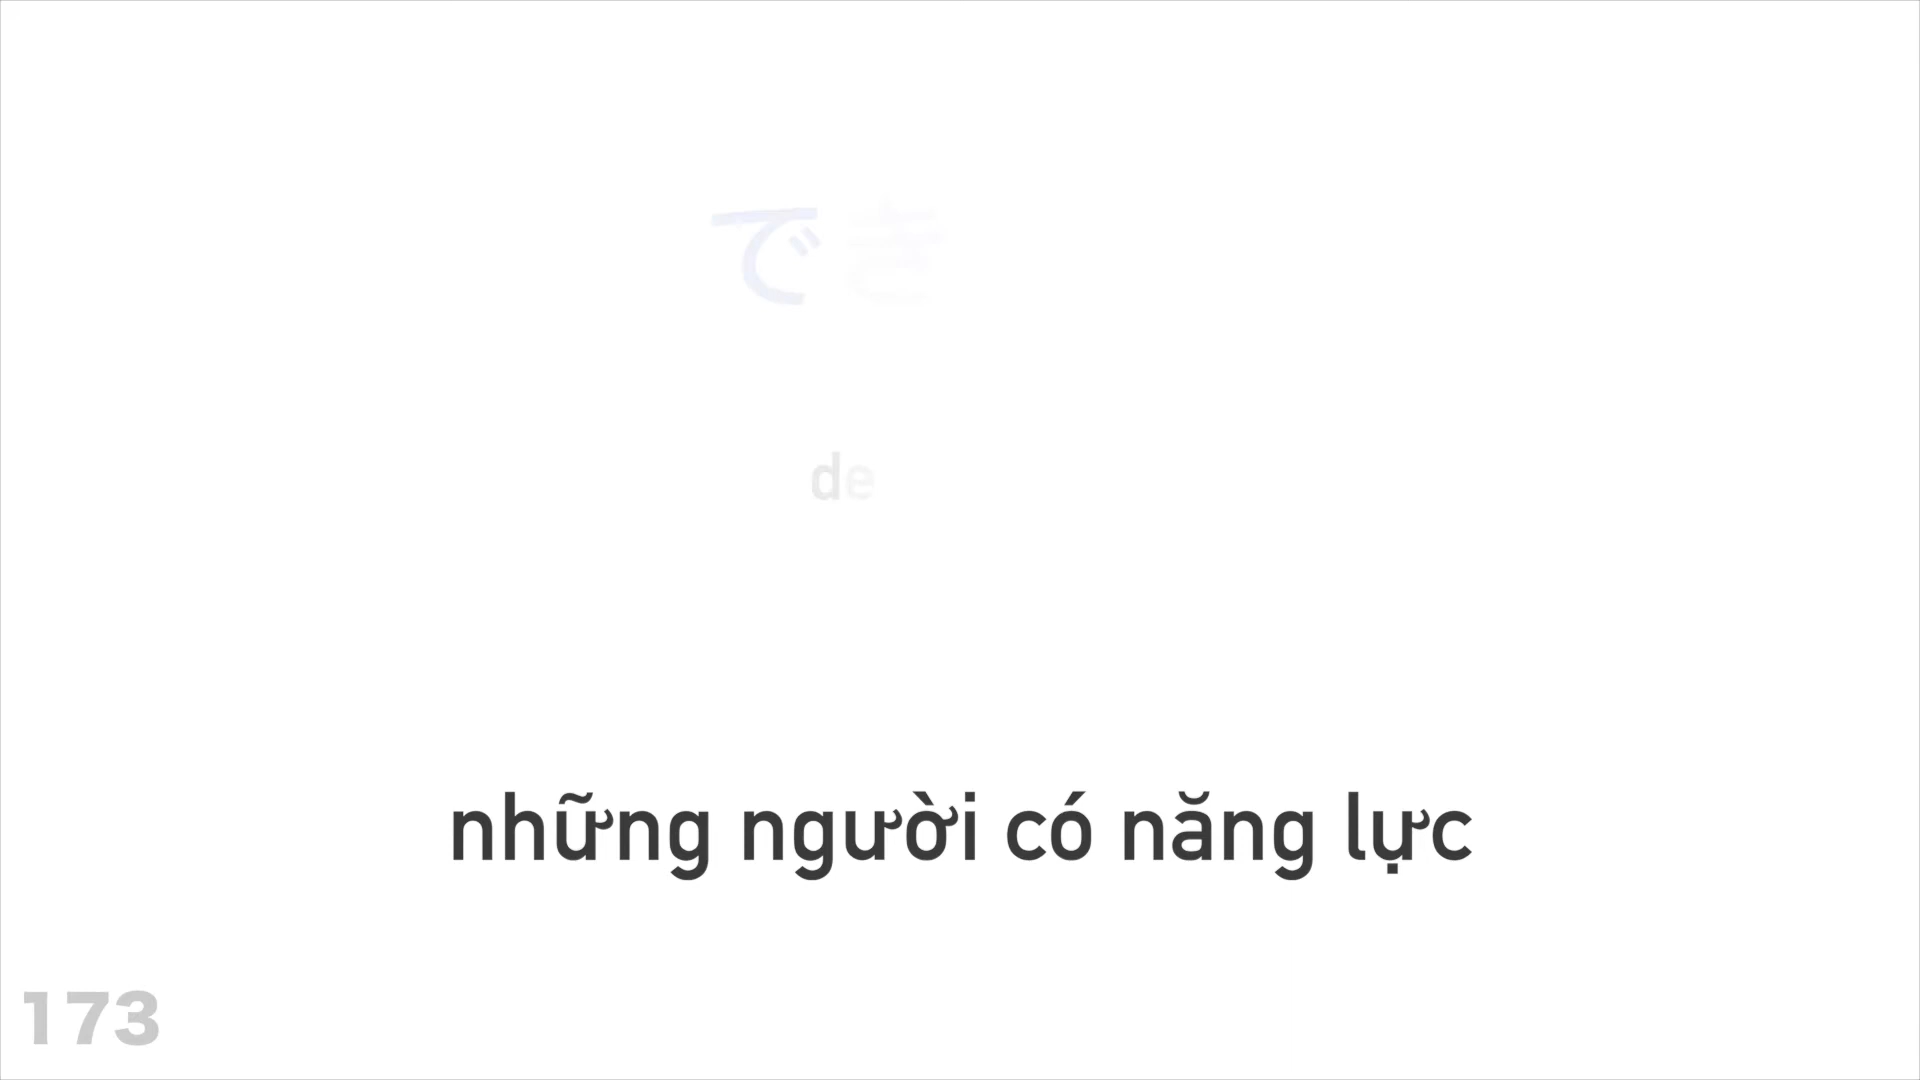 でき
de
những người có năng lực
173